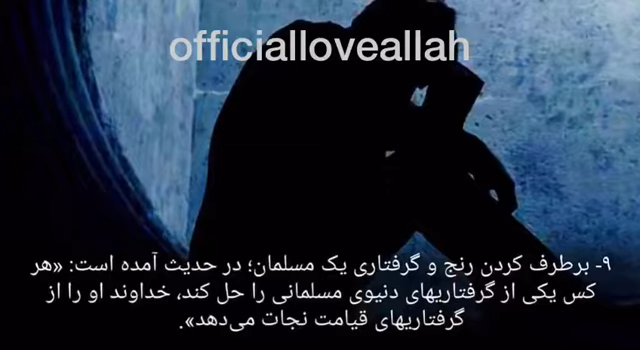 officialloveallah
۹- برطرف کردن رنج و گرفتاری یک مسلمان؛ در حدیث آمده است: «هر
کس یکی از گرفتاریهای دنیوی مسلمانی را حل کند، خداوند او را از
گرفتاریهای قیامت نجات می‌دهد».